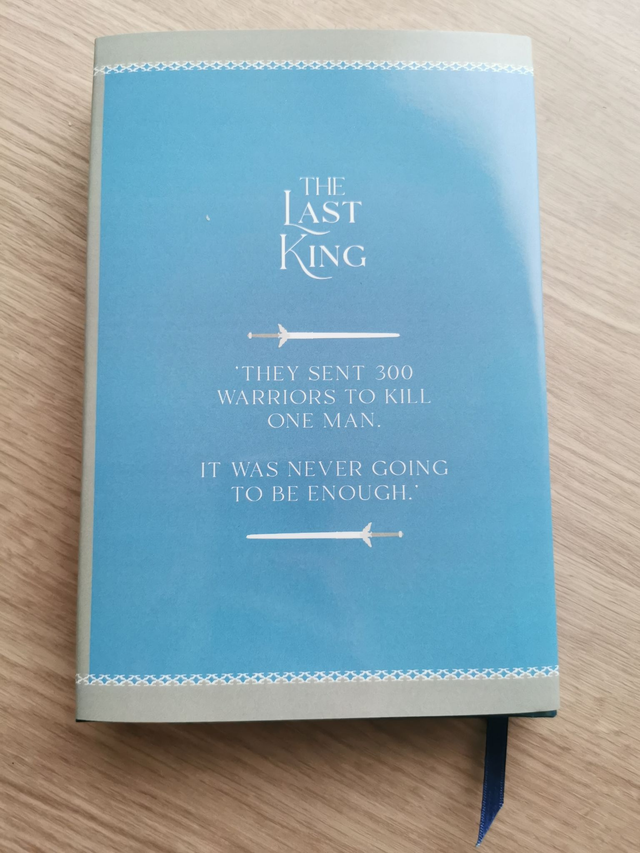 THE
LAST
KING
'THEY SENT 300
WARRIORS TO KILL
ONE MAN.
IT WAS NEVER GOING
TO BE ENOUGH.'